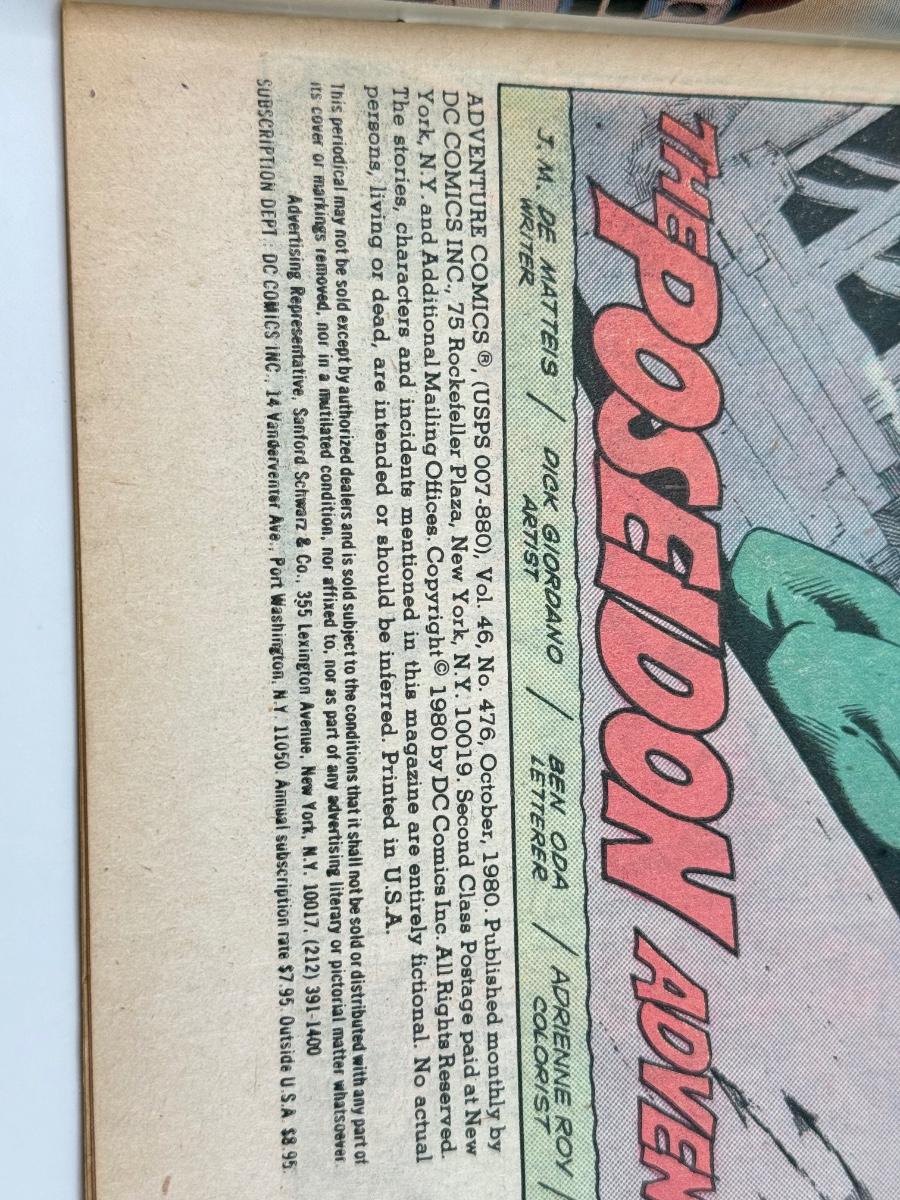 THE POSEIDON ADVEN
J. M. DE MATTEIS / DICK GIORDANO / BEN ODA / ADRIENNE ROY /
WRITER ARTIST LETTERER COLORIST
ADVENTURE COMICS ®, (USPS 007-880), Vol. 46, No. 476, October, 1980. Published monthly by
DC COMICS INC., 75 Rockefeller Plaza, New York, N.Y. 10019. Second Class Postage paid at New
York, N.Y. and Additional Mailing Offices. Copyright © 1980 by DC Comics Inc. All Rights Reserved.
The stories, characters and incidents mentioned in this magazine are entirely fictional. No actual
persons, living or dead, are intended or should be inferred. Printed in U.S.A.
This periodical may not be sold except by authorized dealers and is sold subject to the conditions that it shall not be sold or distributed with any part of
its cover or markings removed, nor in a mutilated condition, nor affixed to, nor as part of any advertising literary or pictorial matter whatsoever
Advertising Representative, Sanford Schwarz & Co., 355 Lexington Avenue, New York, N.Y. 10017. (212) 391-1400
SUBSCRIPTION DEPT.: DC COMICS INC., 14 Vanderventer Ave., Port Washington, N.Y. 11050. Annual subscription rate $7.95. Outside U.S.A. $8.95